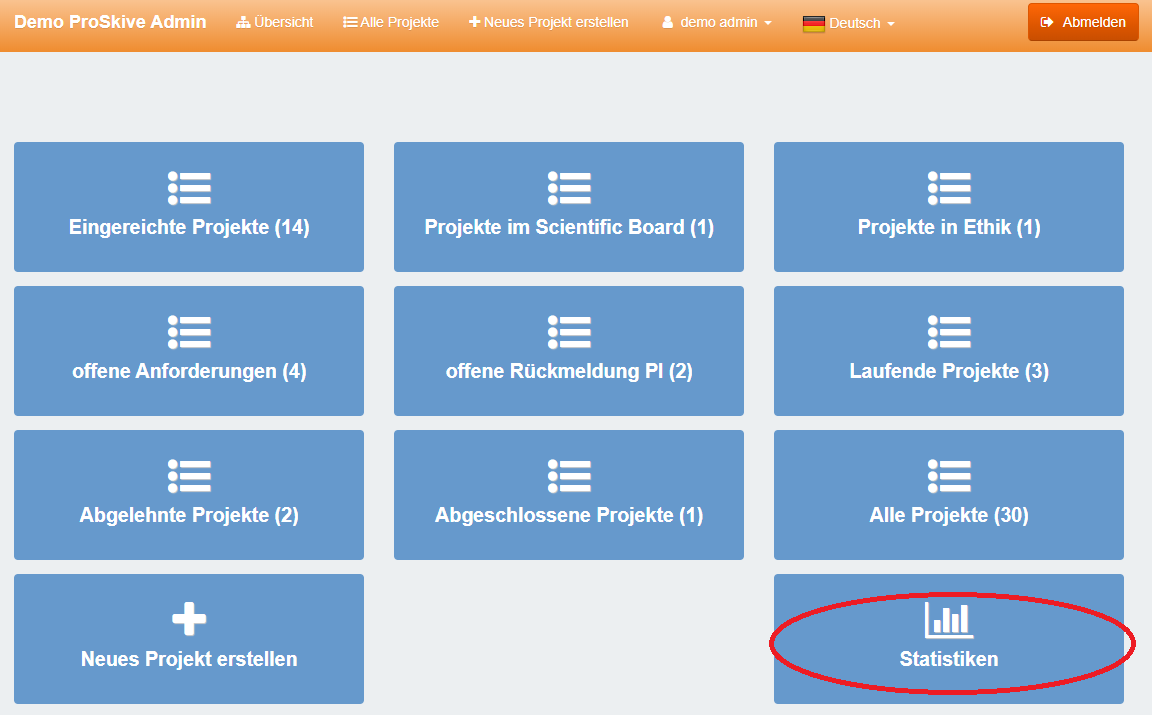 Demo ProSkive Admin Übersicht Alle Projekte Neues Projekt erstellen demo admin Deutsch Abmelden
Eingereichte Projekte (14)
Projekte im Scientific Board (1)
Projekte in Ethik (1)
offene Anforderungen (4)
offene Rückmeldung PI (2)
Laufende Projekte (3)
Abgelehnte Projekte (2)
Abgeschlossene Projekte (1)
Alle Projekte (30)
Neues Projekt erstellen
Statistiken